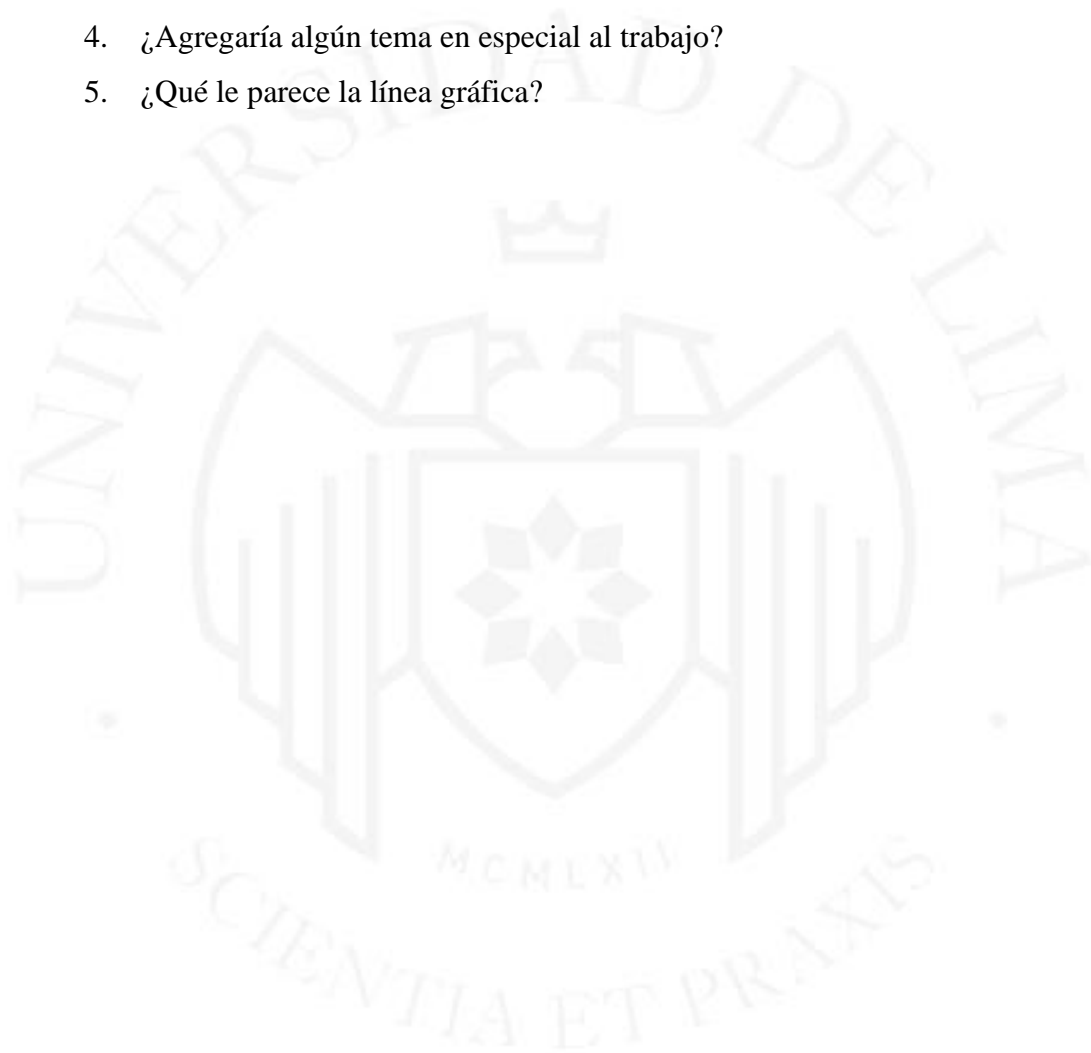 4. ¿Agregaría algún tema en especial al trabajo?
5. ¿Qué le parece la línea gráfica?
UNIVERSIDAD DE LIMA
MCMLXII
SCIENTIA ET PRAXIS